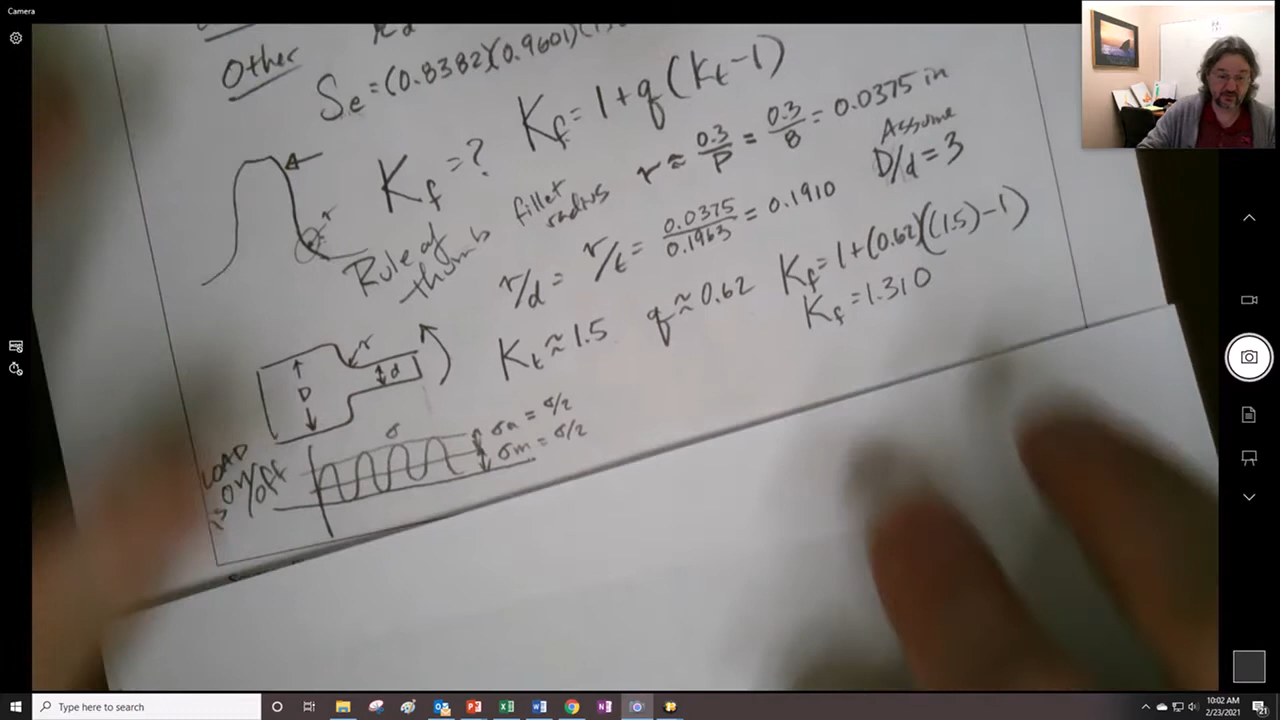 Camera
Other
Se = (0.8382)(0.9601)(
Kf = ?
Kf = 1 + q (Kt - 1)
Rule of thumb
fillet radius
r ≈ 0.3/P = 0.3/8 = 0.0375 in
Assume
D/d = 3
r
r/d = r/t = 0.0375/0.1963 = 0.1910
Kt ≈ 1.5
q ≈ 0.62
Kf = 1 + (0.62)((1.5) - 1)
Kf = 1.310
r
D
d
LOAD
is on/off
σ
σa = σ/2
σm = σ/2
Type here to search
10:02 AM
2/23/2021
21